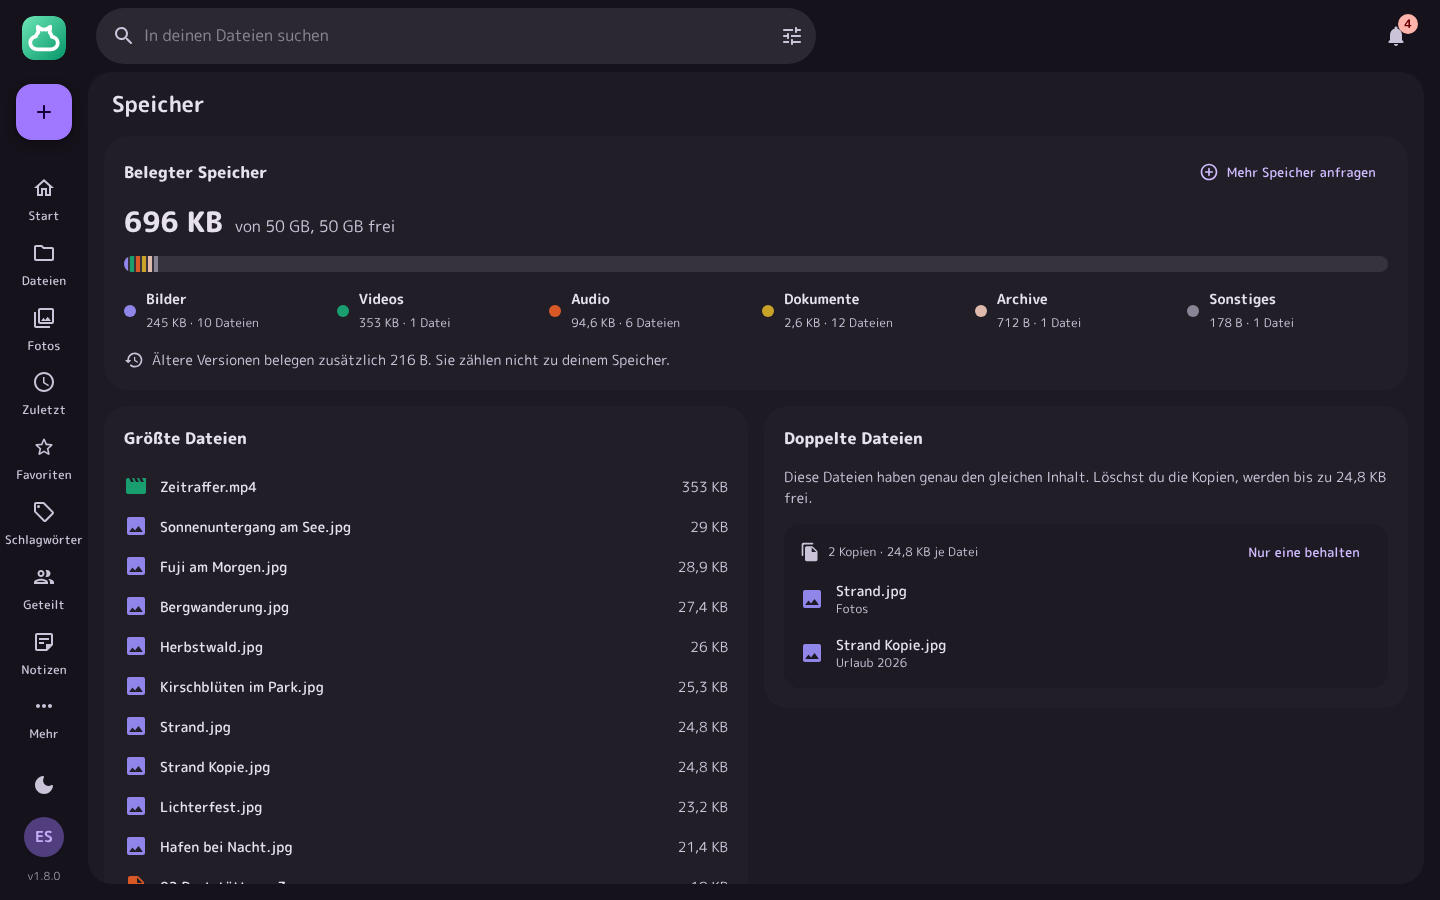 In deinen Dateien suchen
4
Start
Dateien
Fotos
Zuletzt
Favoriten
Schlagwörter
Geteilt
Notizen
Mehr
ES
v1.8.0
Speicher
Belegter Speicher
Mehr Speicher anfragen
696 KB von 50 GB, 50 GB frei
Bilder
245 KB · 10 Dateien
Videos
353 KB · 1 Datei
Audio
94,6 KB · 6 Dateien
Dokumente
2,6 KB · 12 Dateien
Archive
712 B · 1 Datei
Sonstiges
178 B · 1 Datei
Ältere Versionen belegen zusätzlich 216 B. Sie zählen nicht zu deinem Speicher.
Größte Dateien
Zeitraffer.mp4 353 KB
Sonnenuntergang am See.jpg 29 KB
Fuji am Morgen.jpg 28,9 KB
Bergwanderung.jpg 27,4 KB
Herbstwald.jpg 26 KB
Kirschblüten im Park.jpg 25,3 KB
Strand.jpg 24,8 KB
Strand Kopie.jpg 24,8 KB
Lichterfest.jpg 23,2 KB
Hafen bei Nacht.jpg 21,4 KB
Doppelte Dateien
Diese Dateien haben genau den gleichen Inhalt. Löschst du die Kopien, werden bis zu 24,8 KB
frei.
2 Kopien · 24,8 KB je Datei
Nur eine behalten
Strand.jpg
Fotos
Strand Kopie.jpg
Urlaub 2026